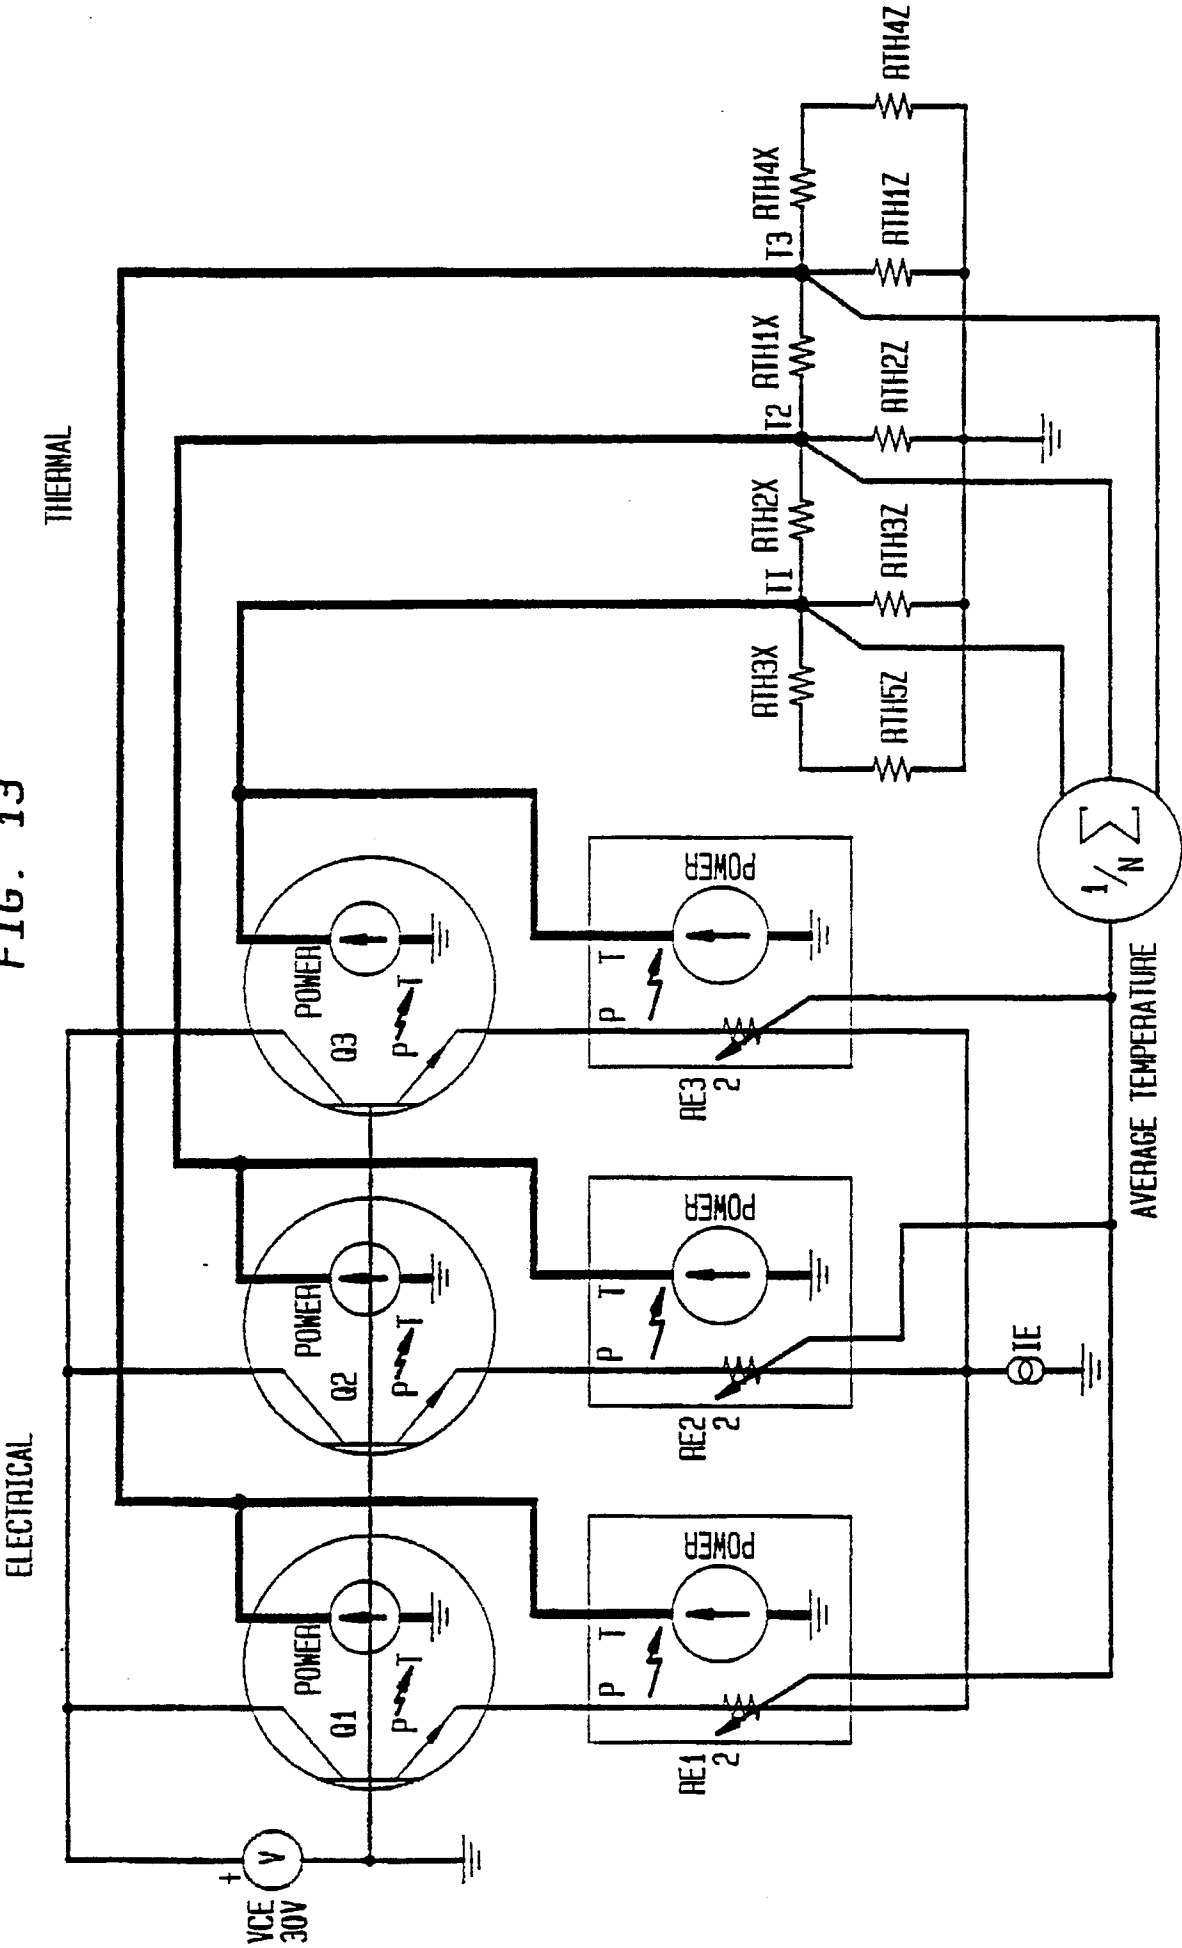 FIG. 13
ELECTRICAL
THERMAL
VCE
30V
+
V
POWER
Q1
P
T
POWER
Q2
P
T
POWER
Q3
P
T
RE1
2
P
T
POWER
RE2
2
P
T
POWER
RE3
2
P
T
POWER
IE
AVERAGE TEMPERATURE
1/N Σ
RTH3X
T1
RTH2X
T2
RTH1X
T3
RTH4X
RTH5Z
RTH3Z
RTH2Z
RTH1Z
RTH4Z